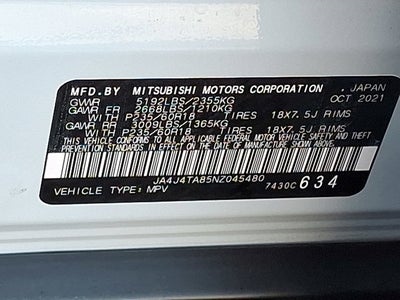 MFD.BY MITSUBISHI MOTORS CORPORATION, JAPAN
GVWR 5192LBS/2355KG OCT 2021
GAWR FR 2668LBS/1210KG
WITH P235/60R18 TIRES 18X7.5J RIMS
GAWR RR 3009LBS/1365KG
WITH P235/60R18 TIRES 18X7.5J RIMS
THIS VEHICLE CONFORMS TO ALL APPLICABLE FEDERAL MOTOR VEHICLE SAFETY AND THEFT
PREVENTION STANDARDS IN EFFECT ON THE DATE OF MANUFACTURE SHOWN ABOVE.
JA4J4TA85NZ045480
VEHICLE TYPE: MPV 7430C 634